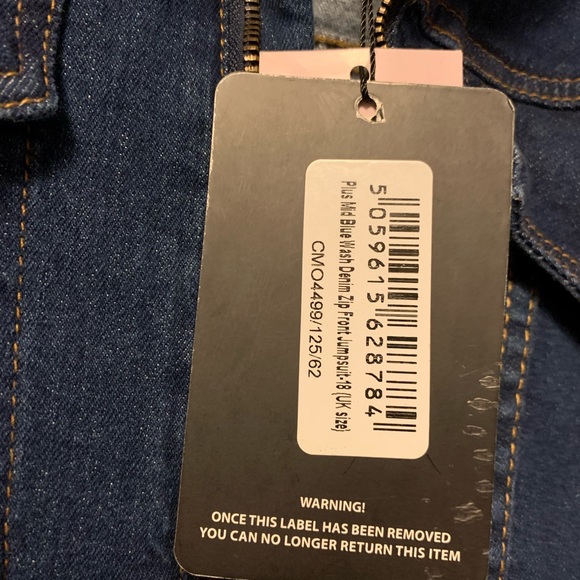 5 059615 628784
Plus Mid Blue Wash Denim Zip Front Jumpsuit-18 (UK size)
CMO4499/125/62
WARNING!
ONCE THIS LABEL HAS BEEN REMOVED
YOU CAN NO LONGER RETURN THIS ITEM